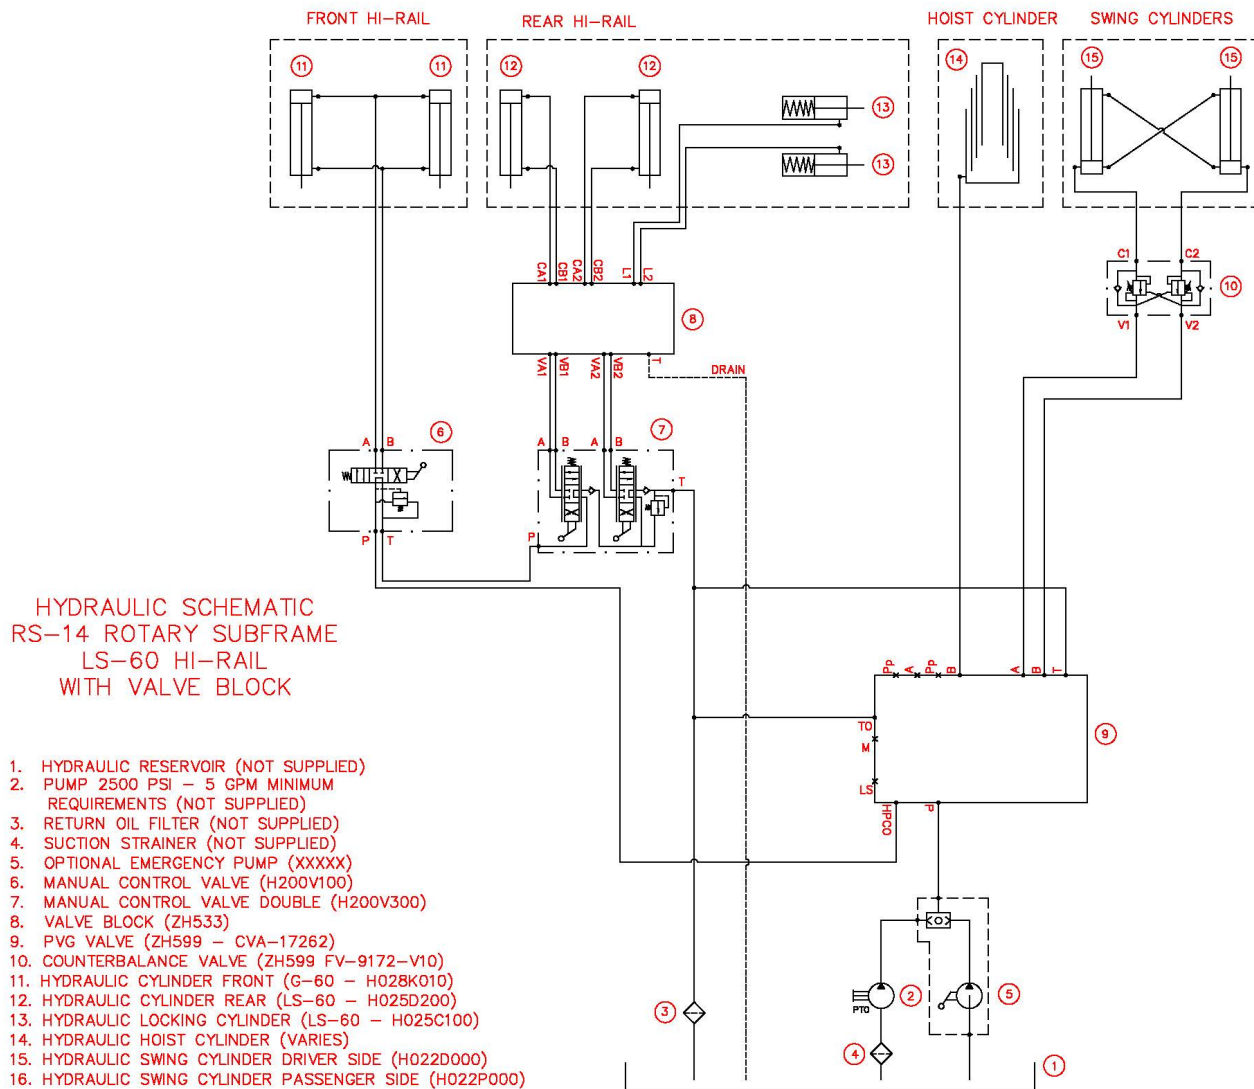 FRONT HI-RAIL
REAR HI-RAIL
HOIST CYLINDER
SWING CYLINDERS
11
11
12
12
14
15
15
13
13
CA1
CB1
CA2
CB2
L1
L2
C1
C2
10
8
V1
V2
VA1
VB1
VA2
VB2
T
DRAIN
A
B
6
A
B
A
B
7
T
P
T
P
HYDRAULIC SCHEMATIC
RS-14 ROTARY SUBFRAME
LS-60 HI-RAIL
WITH VALVE BLOCK
Pp
A
Pp
B
A
B
T
TO
M
LS
9
HPCO
P
1. HYDRAULIC RESERVOIR (NOT SUPPLIED)
2. PUMP 2500 PSI - 5 GPM MINIMUM
REQUIREMENTS (NOT SUPPLIED)
3. RETURN OIL FILTER (NOT SUPPLIED)
4. SUCTION STRAINER (NOT SUPPLIED)
5. OPTIONAL EMERGENCY PUMP (XXXXX)
6. MANUAL CONTROL VALVE (H200V100)
7. MANUAL CONTROL VALVE DOUBLE (H200V300)
8. VALVE BLOCK (ZH533)
9. PVG VALVE (ZH599 - CVA-17262)
10. COUNTERBALANCE VALVE (ZH599 FV-9172-V10)
11. HYDRAULIC CYLINDER FRONT (G-60 - H028K010)
12. HYDRAULIC CYLINDER REAR (LS-60 - H025D200)
13. HYDRAULIC LOCKING CYLINDER (LS-60 - H025C100)
14. HYDRAULIC HOIST CYLINDER (VARIES)
15. HYDRAULIC SWING CYLINDER DRIVER SIDE (H022D000)
16. HYDRAULIC SWING CYLINDER PASSENGER SIDE (H022P000)
PTO
2
5
3
4
1